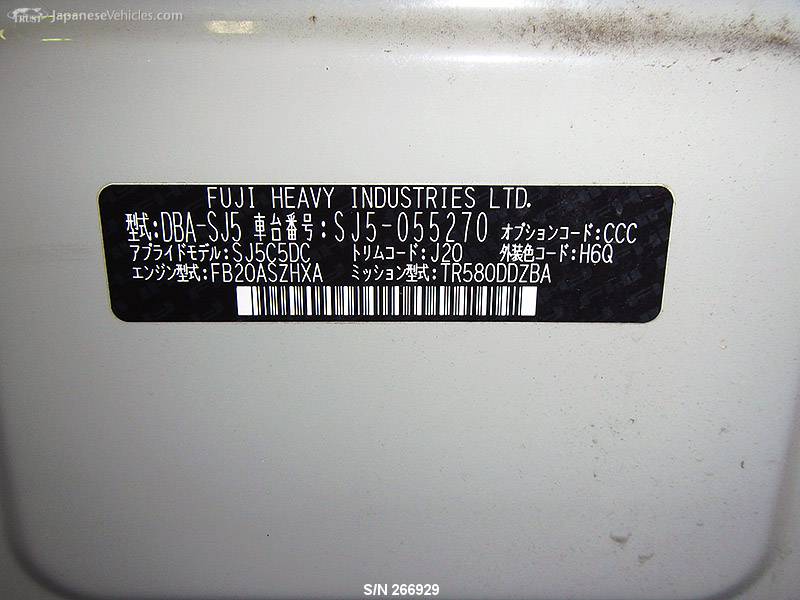 TRUST JapaneseVehicles.com
FUJI HEAVY INDUSTRIES LTD.
型式:DBA-SJ5 車台番号:SJ5-055270 オプションコード:CCC
アプライドモデル:SJ5C5DC トリムコード:J20 外装色コード:H6Q
エンジン型式:FB20ASZHXA ミッション型式:TR580DDZBA
S/N 266929